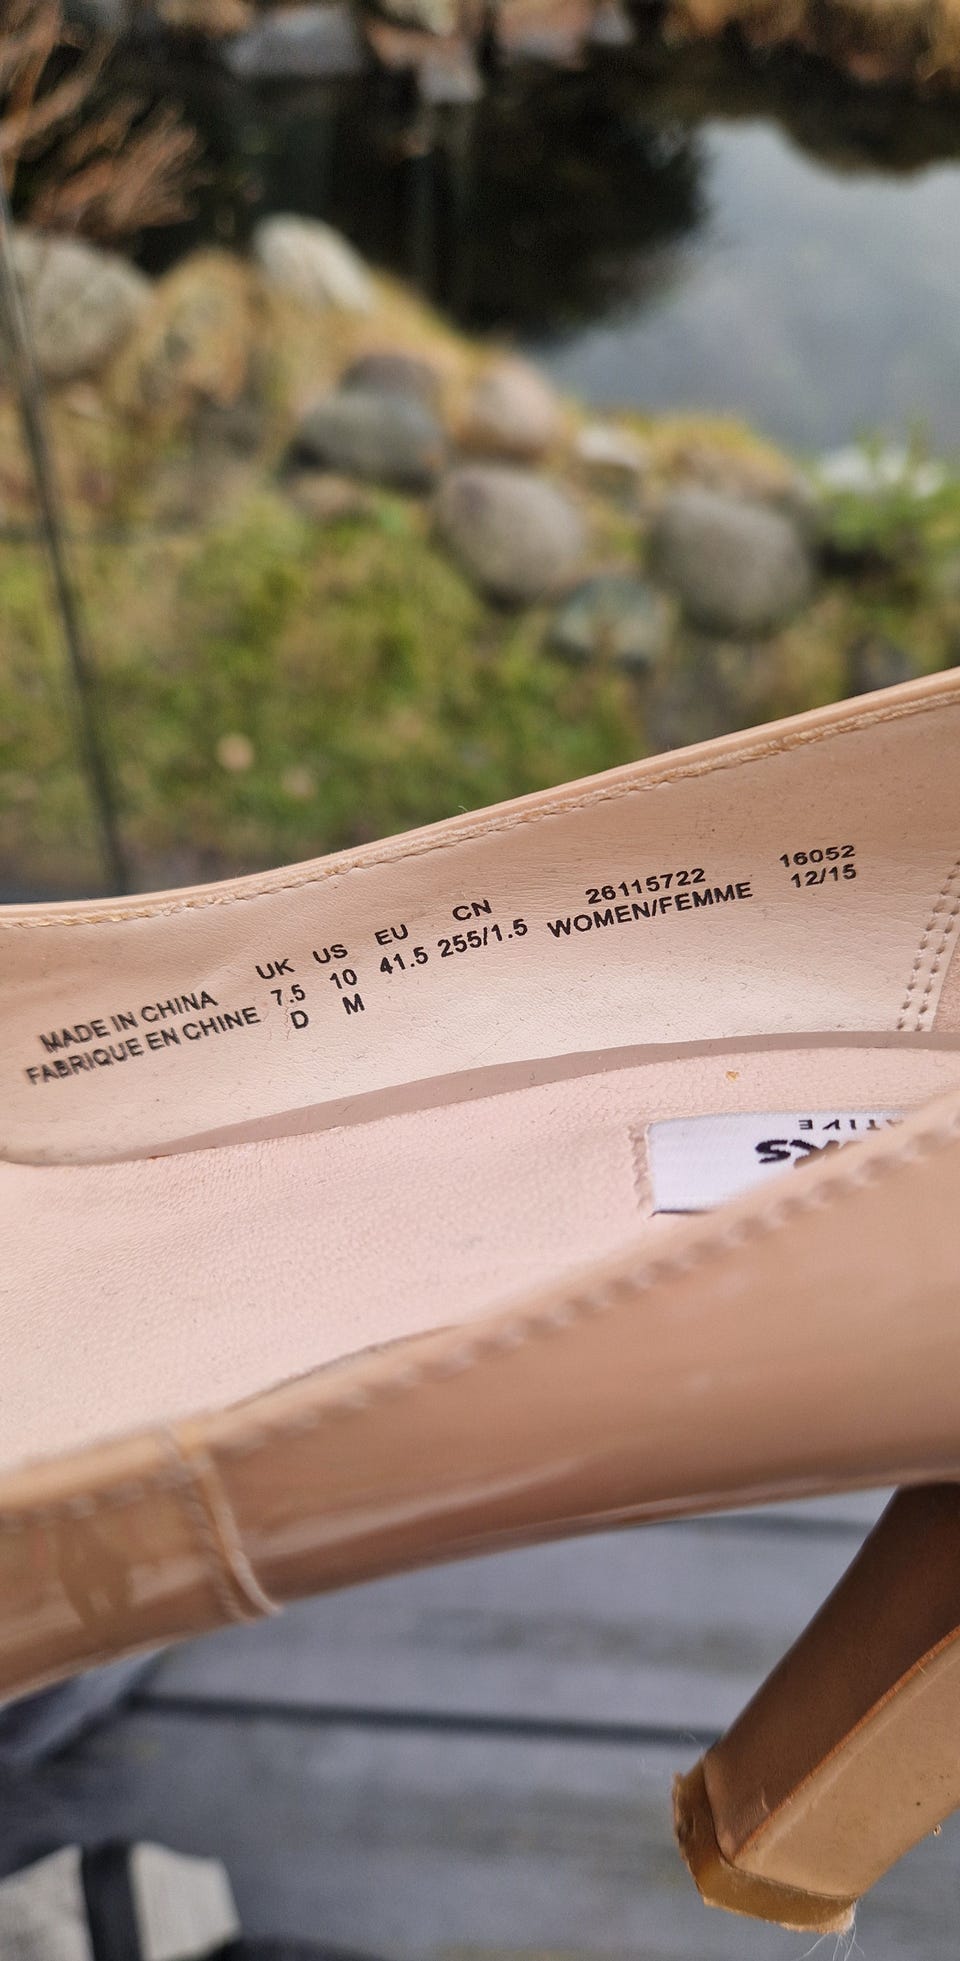 MADE IN CHINA
FABRIQUE EN CHINE
UK US EU CN
7.5 10 41.5 255/1.5
D M
26115722
WOMEN/FEMME
16052
12/15